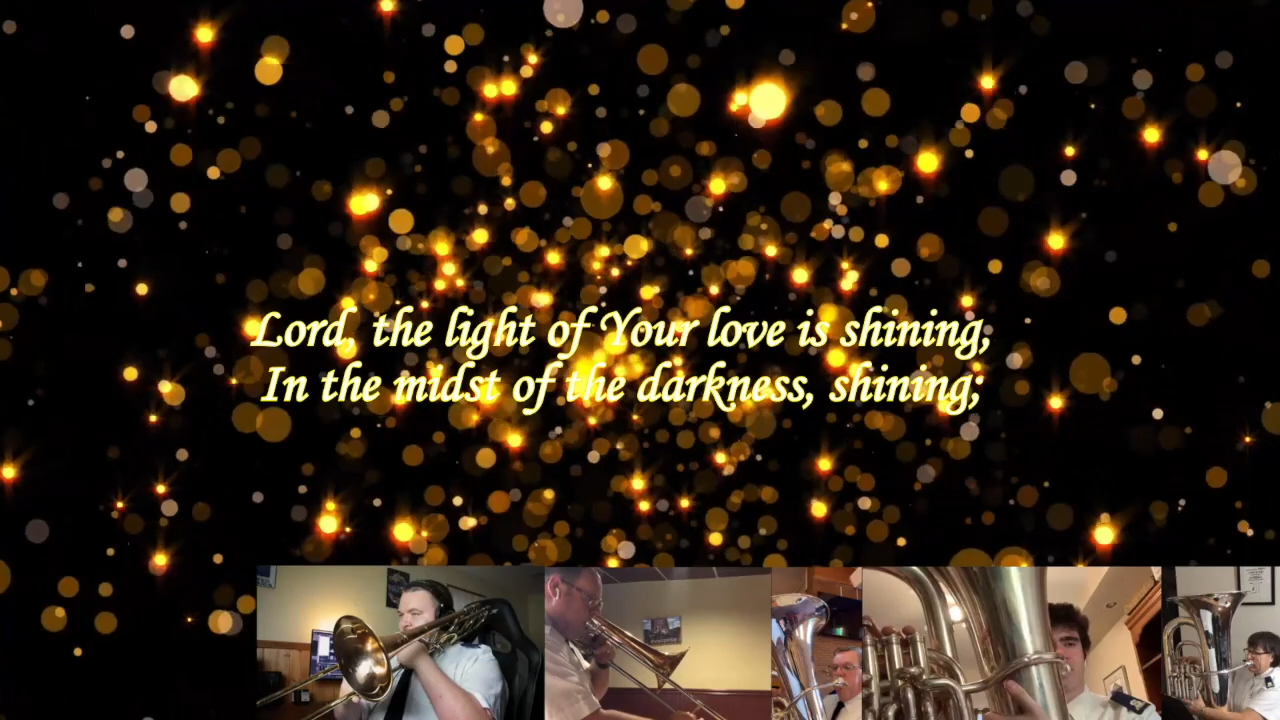 Lord, the light of Your love is shining,
In the midst of the darkness, shining;